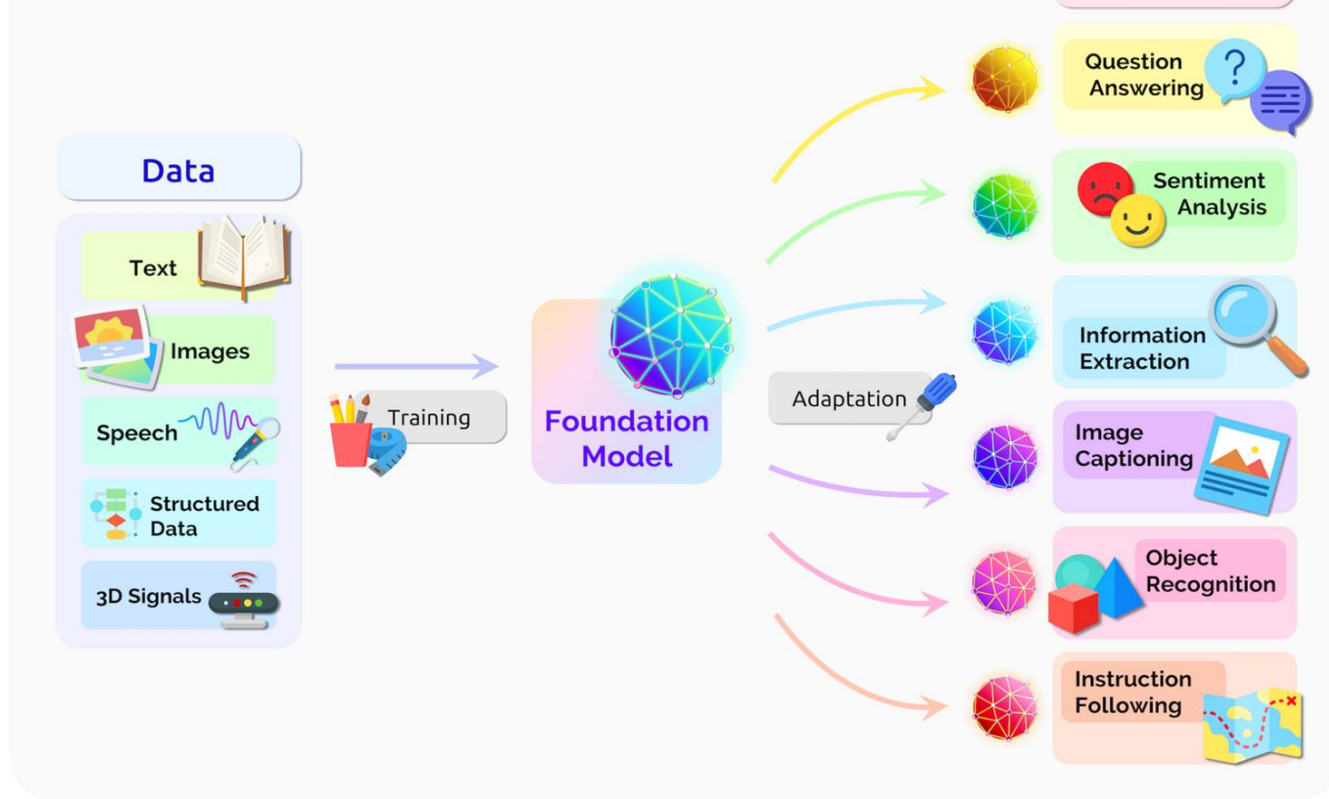 Data
Text
Images
Speech
Structured
Data
3D Signals
Training
Foundation
Model
Adaptation
Question
Answering
Sentiment
Analysis
Information
Extraction
Image
Captioning
Object
Recognition
Instruction
Following